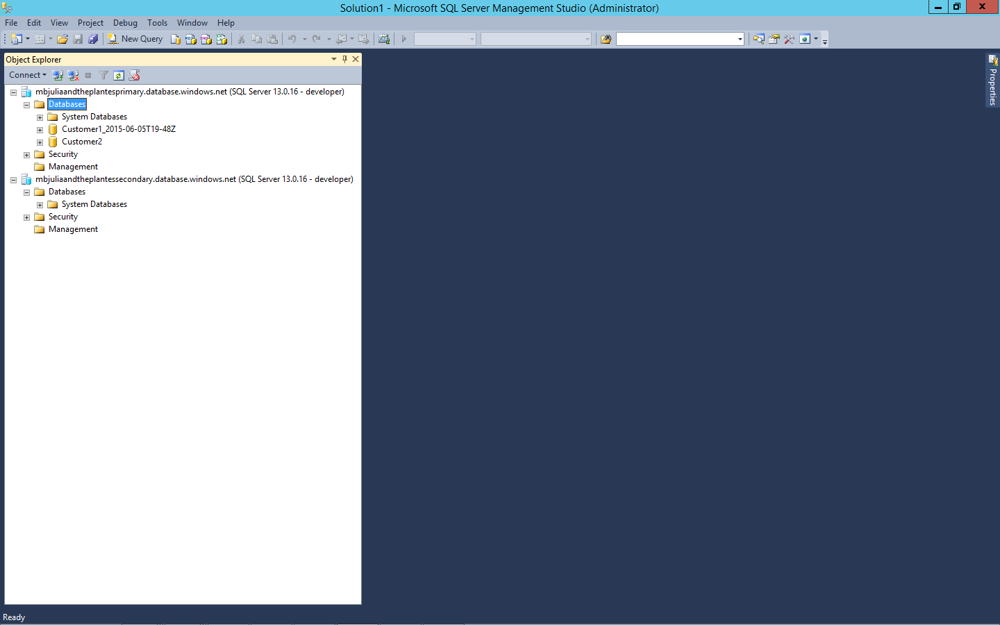 Solution1 - Microsoft SQL Server Management Studio (Administrator)
File Edit View Project Debug Tools Window Help
New Query
Object Explorer
Connect
mbjuliaandtheplantesprimary.database.windows.net (SQL Server 13.0.16 - developer)
Databases
System Databases
Customer1_2015-06-05T19-48Z
Customer2
Security
Management
mbjuliaandtheplantessecondary.database.windows.net (SQL Server 13.0.16 - developer)
Databases
System Databases
Security
Management
Properties
Ready